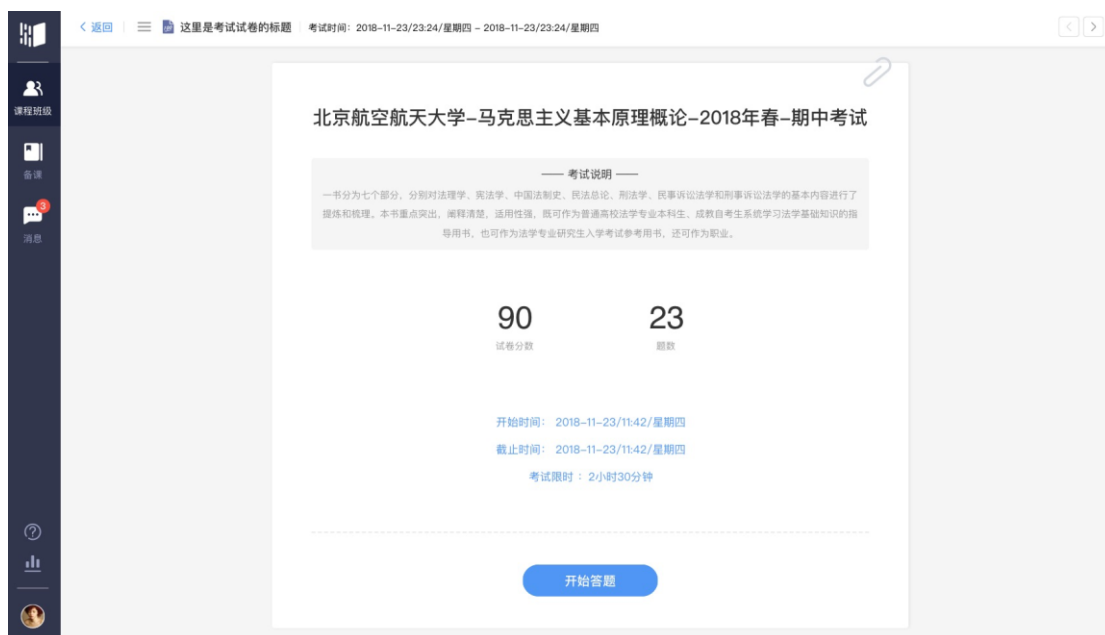 返回
这里是考试试卷的标题
考试时间：2018-11-23/23:24/星期四 - 2018-11-23/23:24/星期四
课程班级
备课
3
消息
北京航空航天大学-马克思主义基本原理概论-2018年春-期中考试
—— 考试说明 ——
一书分为七个部分，分别对法理学、宪法学、中国法制史、民法总论、刑法学、民事诉讼法学和刑事诉讼法学的基本内容进行了
提炼和梳理。本书重点突出，阐释清楚，适用性强，既可作为普通高校法学专业本科生、成教自考生系统学习法学基础知识的指
导用书，也可作为法学专业研究生入学考试参考用书，还可作为职业。
90
试卷分数
23
题数
开始时间： 2018-11-23/11:42/星期四
截止时间： 2018-11-23/11:42/星期四
考试限时： 2小时30分钟
开始答题